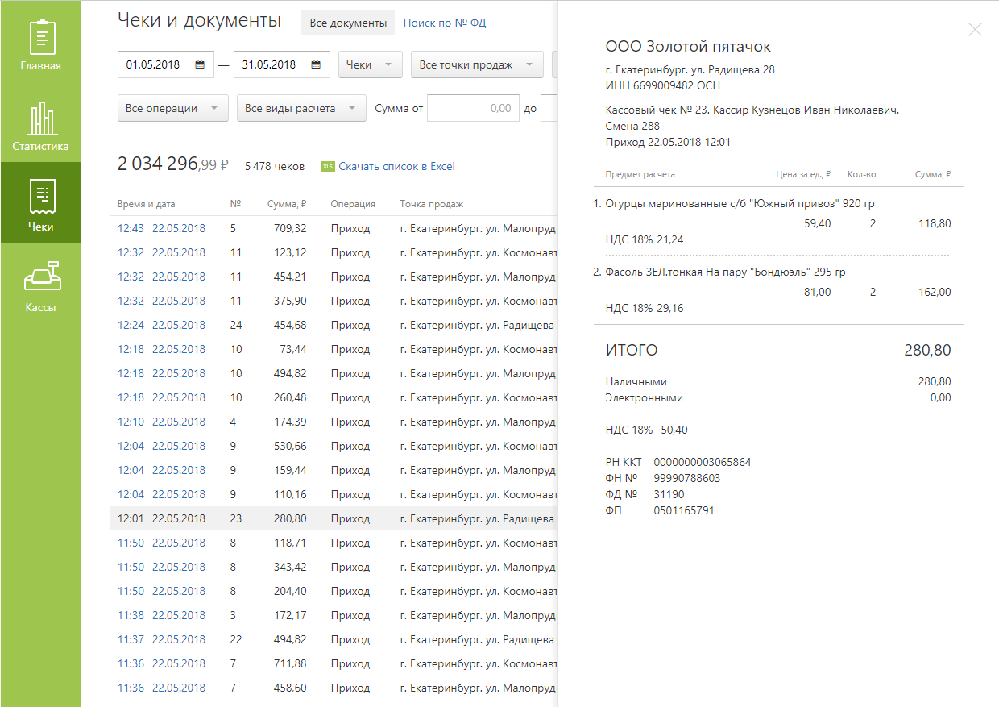 Главная
Статистика
Чеки
Кассы
Чеки и документы Все документы Поиск по № ФД
01.05.2018 — 31.05.2018 Чеки Все точки продаж
Все операции Все виды расчета Сумма от 0,00 до
2 034 296,99 ₽ 5 478 чеков XLS Скачать список в Excel
Время и дата № Сумма, ₽ Операция Точка продаж
12:43 22.05.2018 5 709,32 Приход г. Екатеринбург. ул. Малопруд
12:32 22.05.2018 11 123,12 Приход г. Екатеринбург. ул. Космонавт
12:32 22.05.2018 11 454,21 Приход г. Екатеринбург. ул. Малопруд
12:32 22.05.2018 11 375,90 Приход г. Екатеринбург. ул. Космонавт
12:24 22.05.2018 24 454,68 Приход г. Екатеринбург. ул. Радищева
12:18 22.05.2018 10 73,44 Приход г. Екатеринбург. ул. Космонавт
12:18 22.05.2018 10 494,82 Приход г. Екатеринбург. ул. Малопруд
12:18 22.05.2018 10 260,48 Приход г. Екатеринбург. ул. Космонавт
12:10 22.05.2018 4 174,39 Приход г. Екатеринбург. ул. Малопруд
12:04 22.05.2018 9 530,66 Приход г. Екатеринбург. ул. Космонавт
12:04 22.05.2018 9 159,44 Приход г. Екатеринбург. ул. Малопруд
12:04 22.05.2018 9 110,16 Приход г. Екатеринбург. ул. Космонавт
12:01 22.05.2018 23 280,80 Приход г. Екатеринбург. ул. Радищева
11:50 22.05.2018 8 118,71 Приход г. Екатеринбург. ул. Космонавт
11:50 22.05.2018 8 343,42 Приход г. Екатеринбург. ул. Малопруд
11:50 22.05.2018 8 204,40 Приход г. Екатеринбург. ул. Космонавт
11:38 22.05.2018 3 172,17 Приход г. Екатеринбург. ул. Малопруд
11:37 22.05.2018 22 494,82 Приход г. Екатеринбург. ул. Радищева
11:36 22.05.2018 7 711,88 Приход г. Екатеринбург. ул. Космонавт
11:36 22.05.2018 7 458,60 Приход г. Екатеринбург. ул. Малопруд
ООО Золотой пятачок
г. Екатеринбург. ул. Радищева 28
ИНН 6699009482 ОСН
Кассовый чек № 23. Кассир Кузнецов Иван Николаевич.
Смена 288
Приход 22.05.2018 12:01
Предмет расчета Цена за ед., ₽ Кол-во Сумма, ₽
1. Огурцы маринованные с/б "Южный привоз" 920 гр
59,40 2 118,80
НДС 18% 21,24
2. Фасоль ЗЕЛ.тонкая На пару "Бондюэль" 295 гр
81,00 2 162,00
НДС 18% 29,16
ИТОГО 280,80
Наличными 280,80
Электронными 0,00
НДС 18% 50,40
РН ККТ 0000000003065864
ФН № 99990788603
ФД № 31190
ФП 0501165791